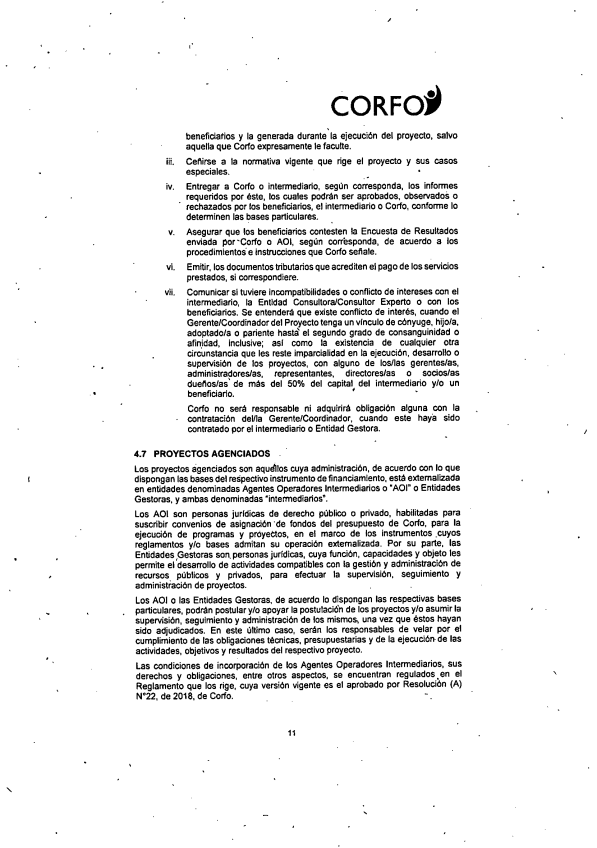 CORFO
beneficiarios y la generada durante la ejecución del proyecto, salvo
aquella que Corfo expresamente le faculte.
iii. Ceñirse a la normativa vigente que rige el proyecto y sus casos
especiales.
iv. Entregar a Corfo o intermediario, según corresponda, los informes
requeridos por éste, los cuales podrán ser aprobados, observados o
rechazados por los beneficiarios, el intermediario o Corfo, conforme lo
determinen las bases particulares.
v. Asegurar que los beneficiarios contesten la Encuesta de Resultados
enviada por Corfo o AOI, según corresponda, de acuerdo a los
procedimientos e instrucciones que Corfo señale.
vi. Emitir, los documentos tributarios que acrediten el pago de los servicios
prestados, si correspondiere.
vii. Comunicar si tuviere incompatibilidades o conflicto de intereses con el
intermediario, la Entidad Consultora/Consultor Experto o con los
beneficiarios. Se entenderá que existe conflicto de interés, cuando el
Gerente/Coordinador del Proyecto tenga un vínculo de cónyuge, hijo/a,
adoptado/a o pariente hasta el segundo grado de consanguinidad o
afinidad, inclusive; así como la existencia de cualquier otra
circunstancia que les reste imparcialidad en la ejecución, desarrollo o
supervisión de los proyectos, con alguno de los/las gerentes/as,
administradores/as, representantes, directores/as o socios/as
dueños/as de más del 50% del capital del intermediario y/o un
beneficiario.
Corfo no será responsable ni adquirirá obligación alguna con la
contratación del/la Gerente/Coordinador, cuando este haya sido
contratado por el intermediario o Entidad Gestora.
4.7 PROYECTOS AGENCIADOS
Los proyectos agenciados son aquellos cuya administración, de acuerdo con lo que
dispongan las bases del respectivo instrumento de financiamiento, está externalizada
en entidades denominadas Agentes Operadores Intermediarios o "AOI" o Entidades
Gestoras, y ambas denominadas "intermediarios".
Los AOI son personas jurídicas de derecho público o privado, habilitadas para
suscribir convenios de asignación de fondos del presupuesto de Corfo, para la
ejecución de programas y proyectos, en el marco de los instrumentos cuyos
reglamentos y/o bases admitan su operación externalizada. Por su parte, las
Entidades Gestoras son personas jurídicas, cuya función, capacidades y objeto les
permite el desarrollo de actividades compatibles con la gestión y administración de
recursos públicos y privados, para efectuar la supervisión, seguimiento y
administración de proyectos.
Los AOI o las Entidades Gestoras, de acuerdo lo dispongan las respectivas bases
particulares, podrán postular y/o apoyar la postulación de los proyectos y/o asumir la
supervisión, seguimiento y administración de los mismos, una vez que éstos hayan
sido adjudicados. En este último caso, serán los responsables de velar por el
cumplimiento de las obligaciones técnicas, presupuestarias y de la ejecución de las
actividades, objetivos y resultados del respectivo proyecto.
Las condiciones de incorporación de los Agentes Operadores Intermediarios, sus
derechos y obligaciones, entre otros aspectos, se encuentran regulados en el
Reglamento que los rige, cuya versión vigente es el aprobado por Resolución (A)
N°22, de 2018, de Corfo.
11